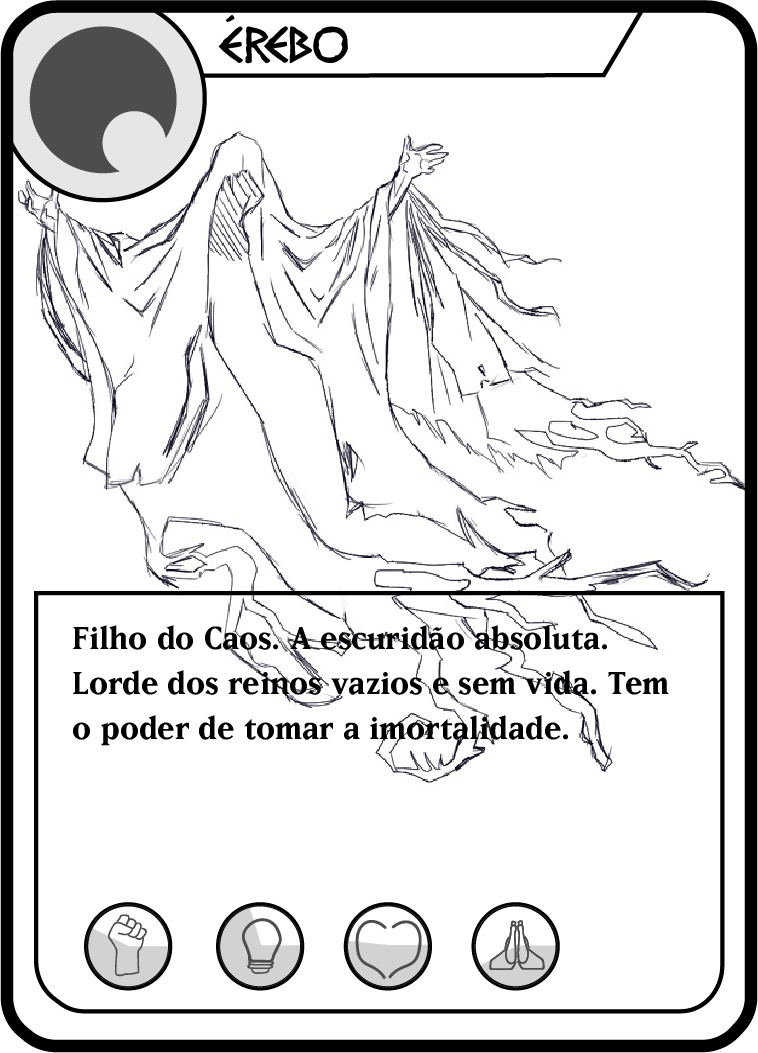 ÉREBO
Filho do Caos. A escuridão absoluta.
Lorde dos reinos vazios e sem vida. Tem
o poder de tomar a imortalidade.